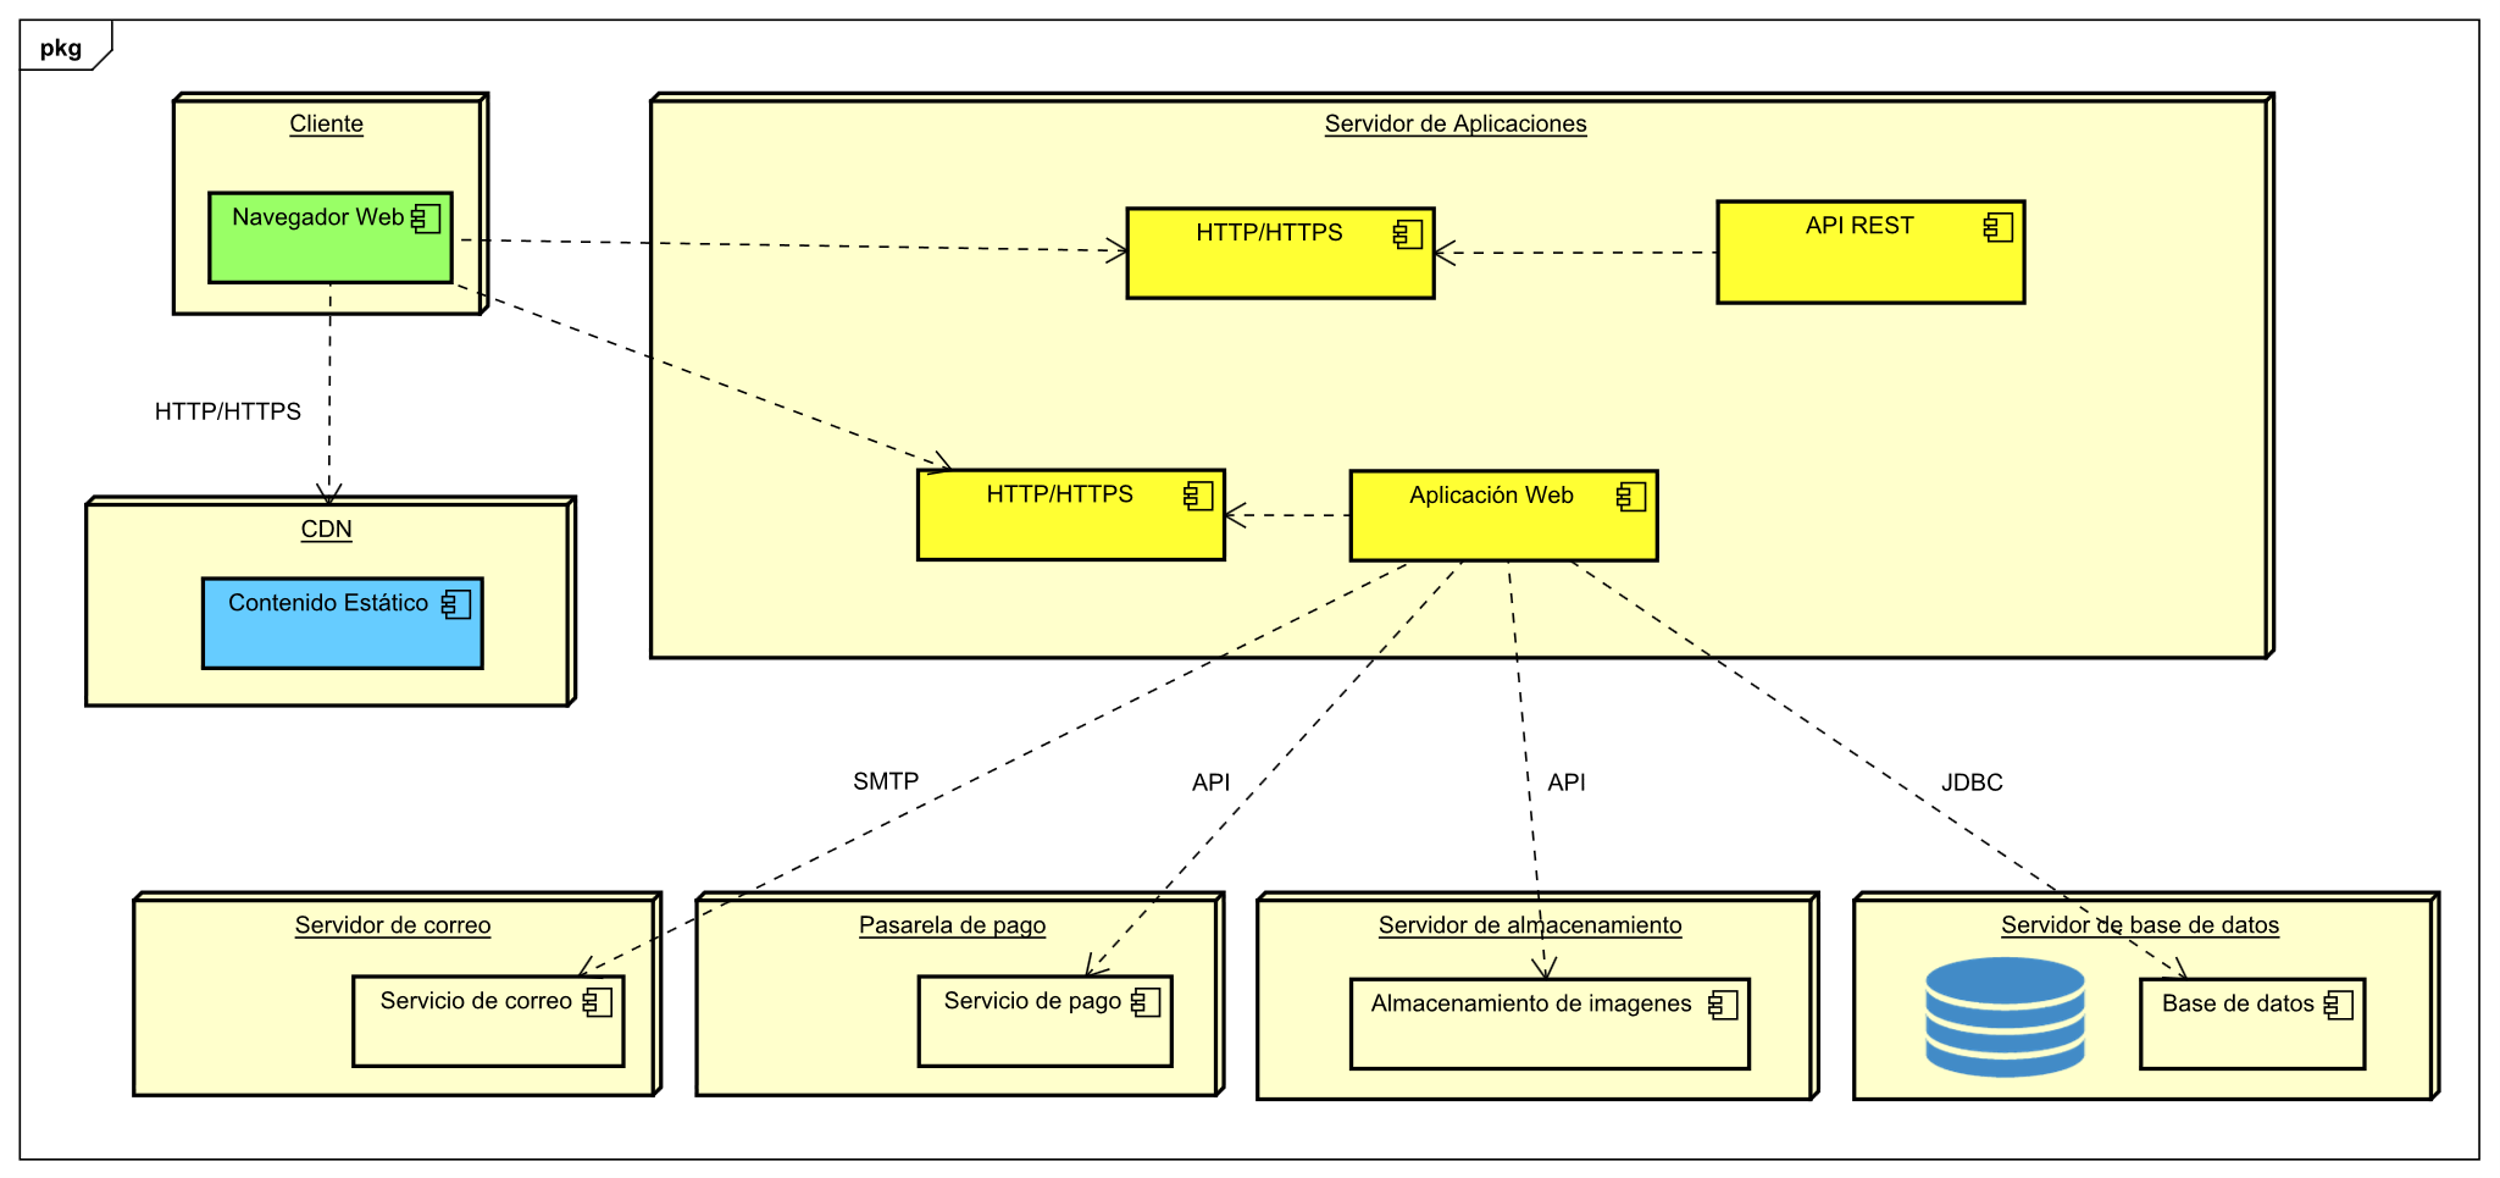 pkg
Cliente
Navegador Web
Servidor de Aplicaciones
HTTP/HTTPS
API REST
HTTP/HTTPS
HTTP/HTTPS
Aplicación Web
CDN
Contenido Estático
SMTP
API
API
JDBC
Servidor de correo
Servicio de correo
Pasarela de pago
Servicio de pago
Servidor de almacenamiento
Almacenamiento de imagenes
Servidor de base de datos
Base de datos